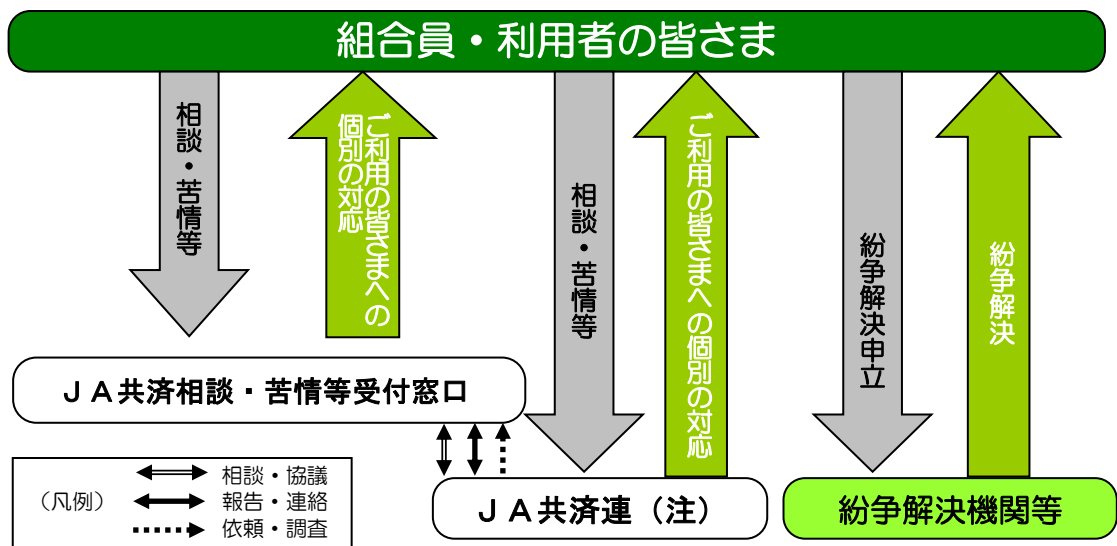 組合員・利用者の皆さま
相談・苦情等
ご利用の皆さまへの
個別の対応
相談・苦情等
ご利用の皆さまへ の個別の対応
紛争解決申立
紛争解決
ＪＡ共済相談・苦情等受付窓口
（凡例）
相談・協議
報告・連絡
依頼・調査
ＪＡ共済連（注）
紛争解決機関等